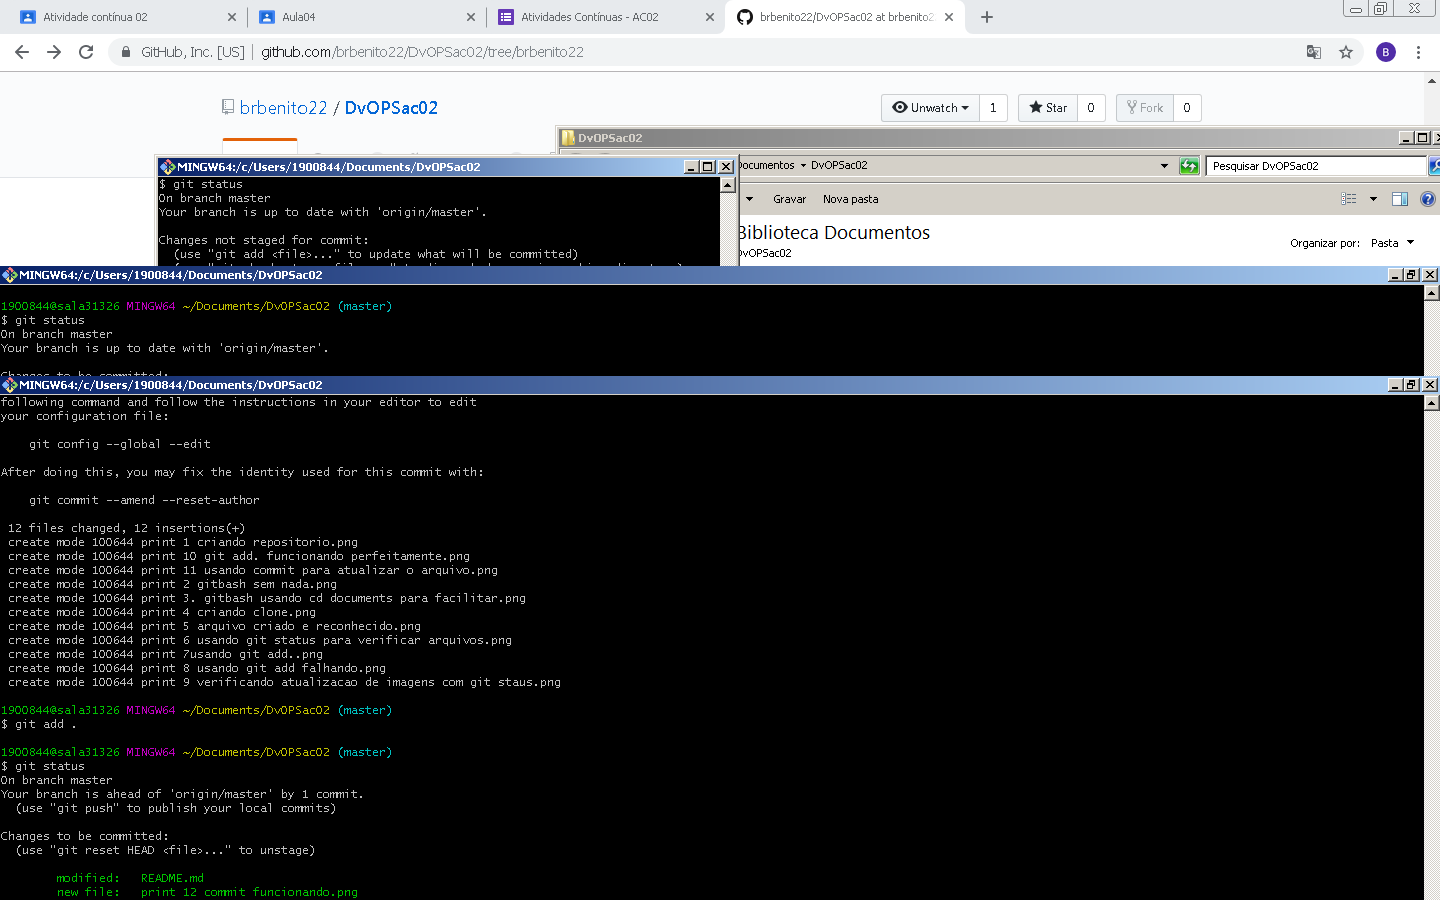 Atividade contínua 02
Aula04
Atividades Contínuas - AC02
brbenito22/DvOPSac02 at brbenito2
GitHub, Inc. [US] | github.com/brbenito22/DvOPSac02/tree/brbenito22
B
brbenito22 / DvOPSac02
Unwatch 1
Star 0
Fork 0
DvOPSac02
MINGW64:/c/Users/1900844/Documents/DvOPSac02
ocumentos DvOPSac02
Pesquisar DvOPSac02
Gravar Nova pasta
Biblioteca Documentos
DvOPSac02
Organizar por: Pasta
$ git status
On branch master
Your branch is up to date with 'origin/master'.
Changes not staged for commit:
(use "git add <file>..." to update what will be committed)
MINGW64:/c/Users/1900844/Documents/DvOPSac02
1900844@sala31326 MINGW64 ~/Documents/DvOPSac02 (master)
$ git status
On branch master
Your branch is up to date with 'origin/master'.
Changes to be committed:
MINGW64:/c/Users/1900844/Documents/DvOPSac02
following command and follow the instructions in your editor to edit
your configuration file:
git config --global --edit
After doing this, you may fix the identity used for this commit with:
git commit --amend --reset-author
12 files changed, 12 insertions(+)
create mode 100644 print 1 criando repositorio.png
create mode 100644 print 10 git add. funcionando perfeitamente.png
create mode 100644 print 11 usando commit para atualizar o arquivo.png
create mode 100644 print 2 gitbash sem nada.png
create mode 100644 print 3. gitbash usando cd documents para facilitar.png
create mode 100644 print 4 criando clone.png
create mode 100644 print 5 arquivo criado e reconhecido.png
create mode 100644 print 6 usando git status para verificar arquivos.png
create mode 100644 print 7usando git add..png
create mode 100644 print 8 usando git add falhando.png
create mode 100644 print 9 verificando atualizacao de imagens com git staus.png
1900844@sala31326 MINGW64 ~/Documents/DvOPSac02 (master)
$ git add .
1900844@sala31326 MINGW64 ~/Documents/DvOPSac02 (master)
$ git status
On branch master
Your branch is ahead of 'origin/master' by 1 commit.
(use "git push" to publish your local commits)
Changes to be committed:
(use "git reset HEAD <file>..." to unstage)
modified: README.md
new file: print 12 commit funcionando.png